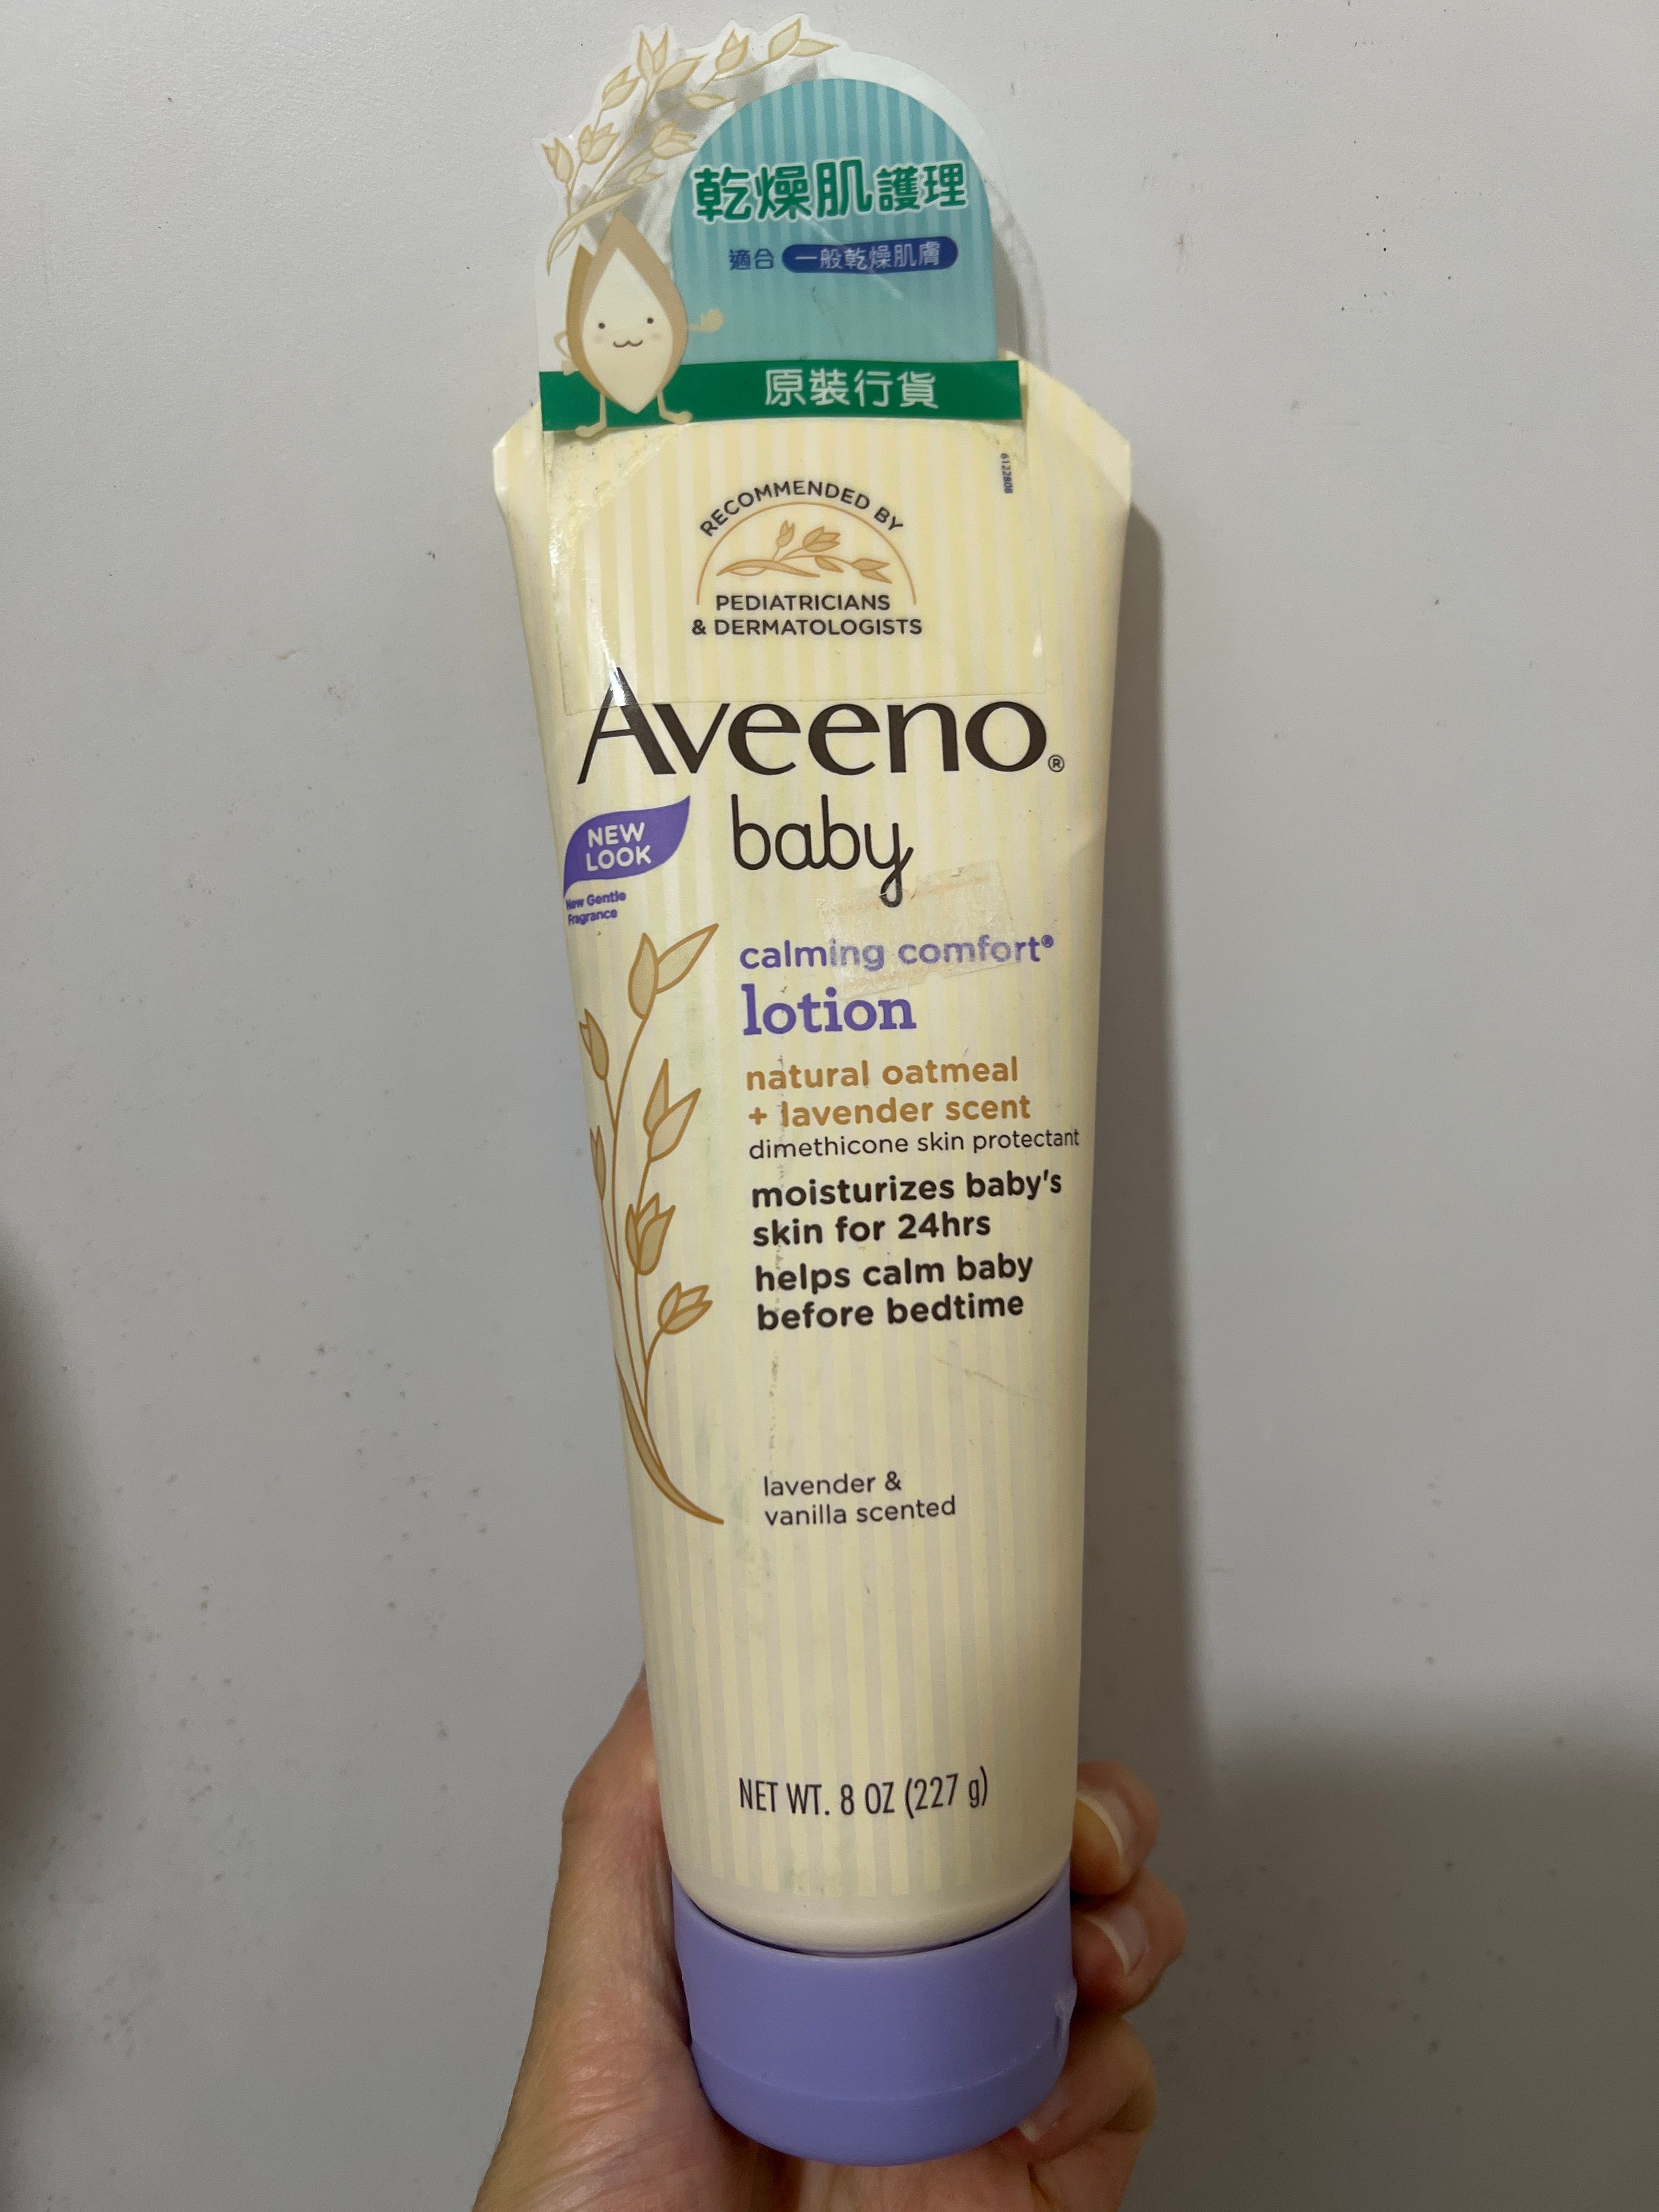 乾燥肌護理
適合 一般乾燥肌膚
原裝行貨
6122808
RECOMMENDED BY
PEDIATRICIANS
& DERMATOLOGISTS
Aveeno®
baby
NEW
LOOK
New Gentle
Fragrance
calming comfort®
lotion
natural oatmeal
+ lavender scent
dimethicone skin protectant
moisturizes baby's
skin for 24hrs
helps calm baby
before bedtime
lavender &
vanilla scented
NET WT. 8 OZ (227 g)